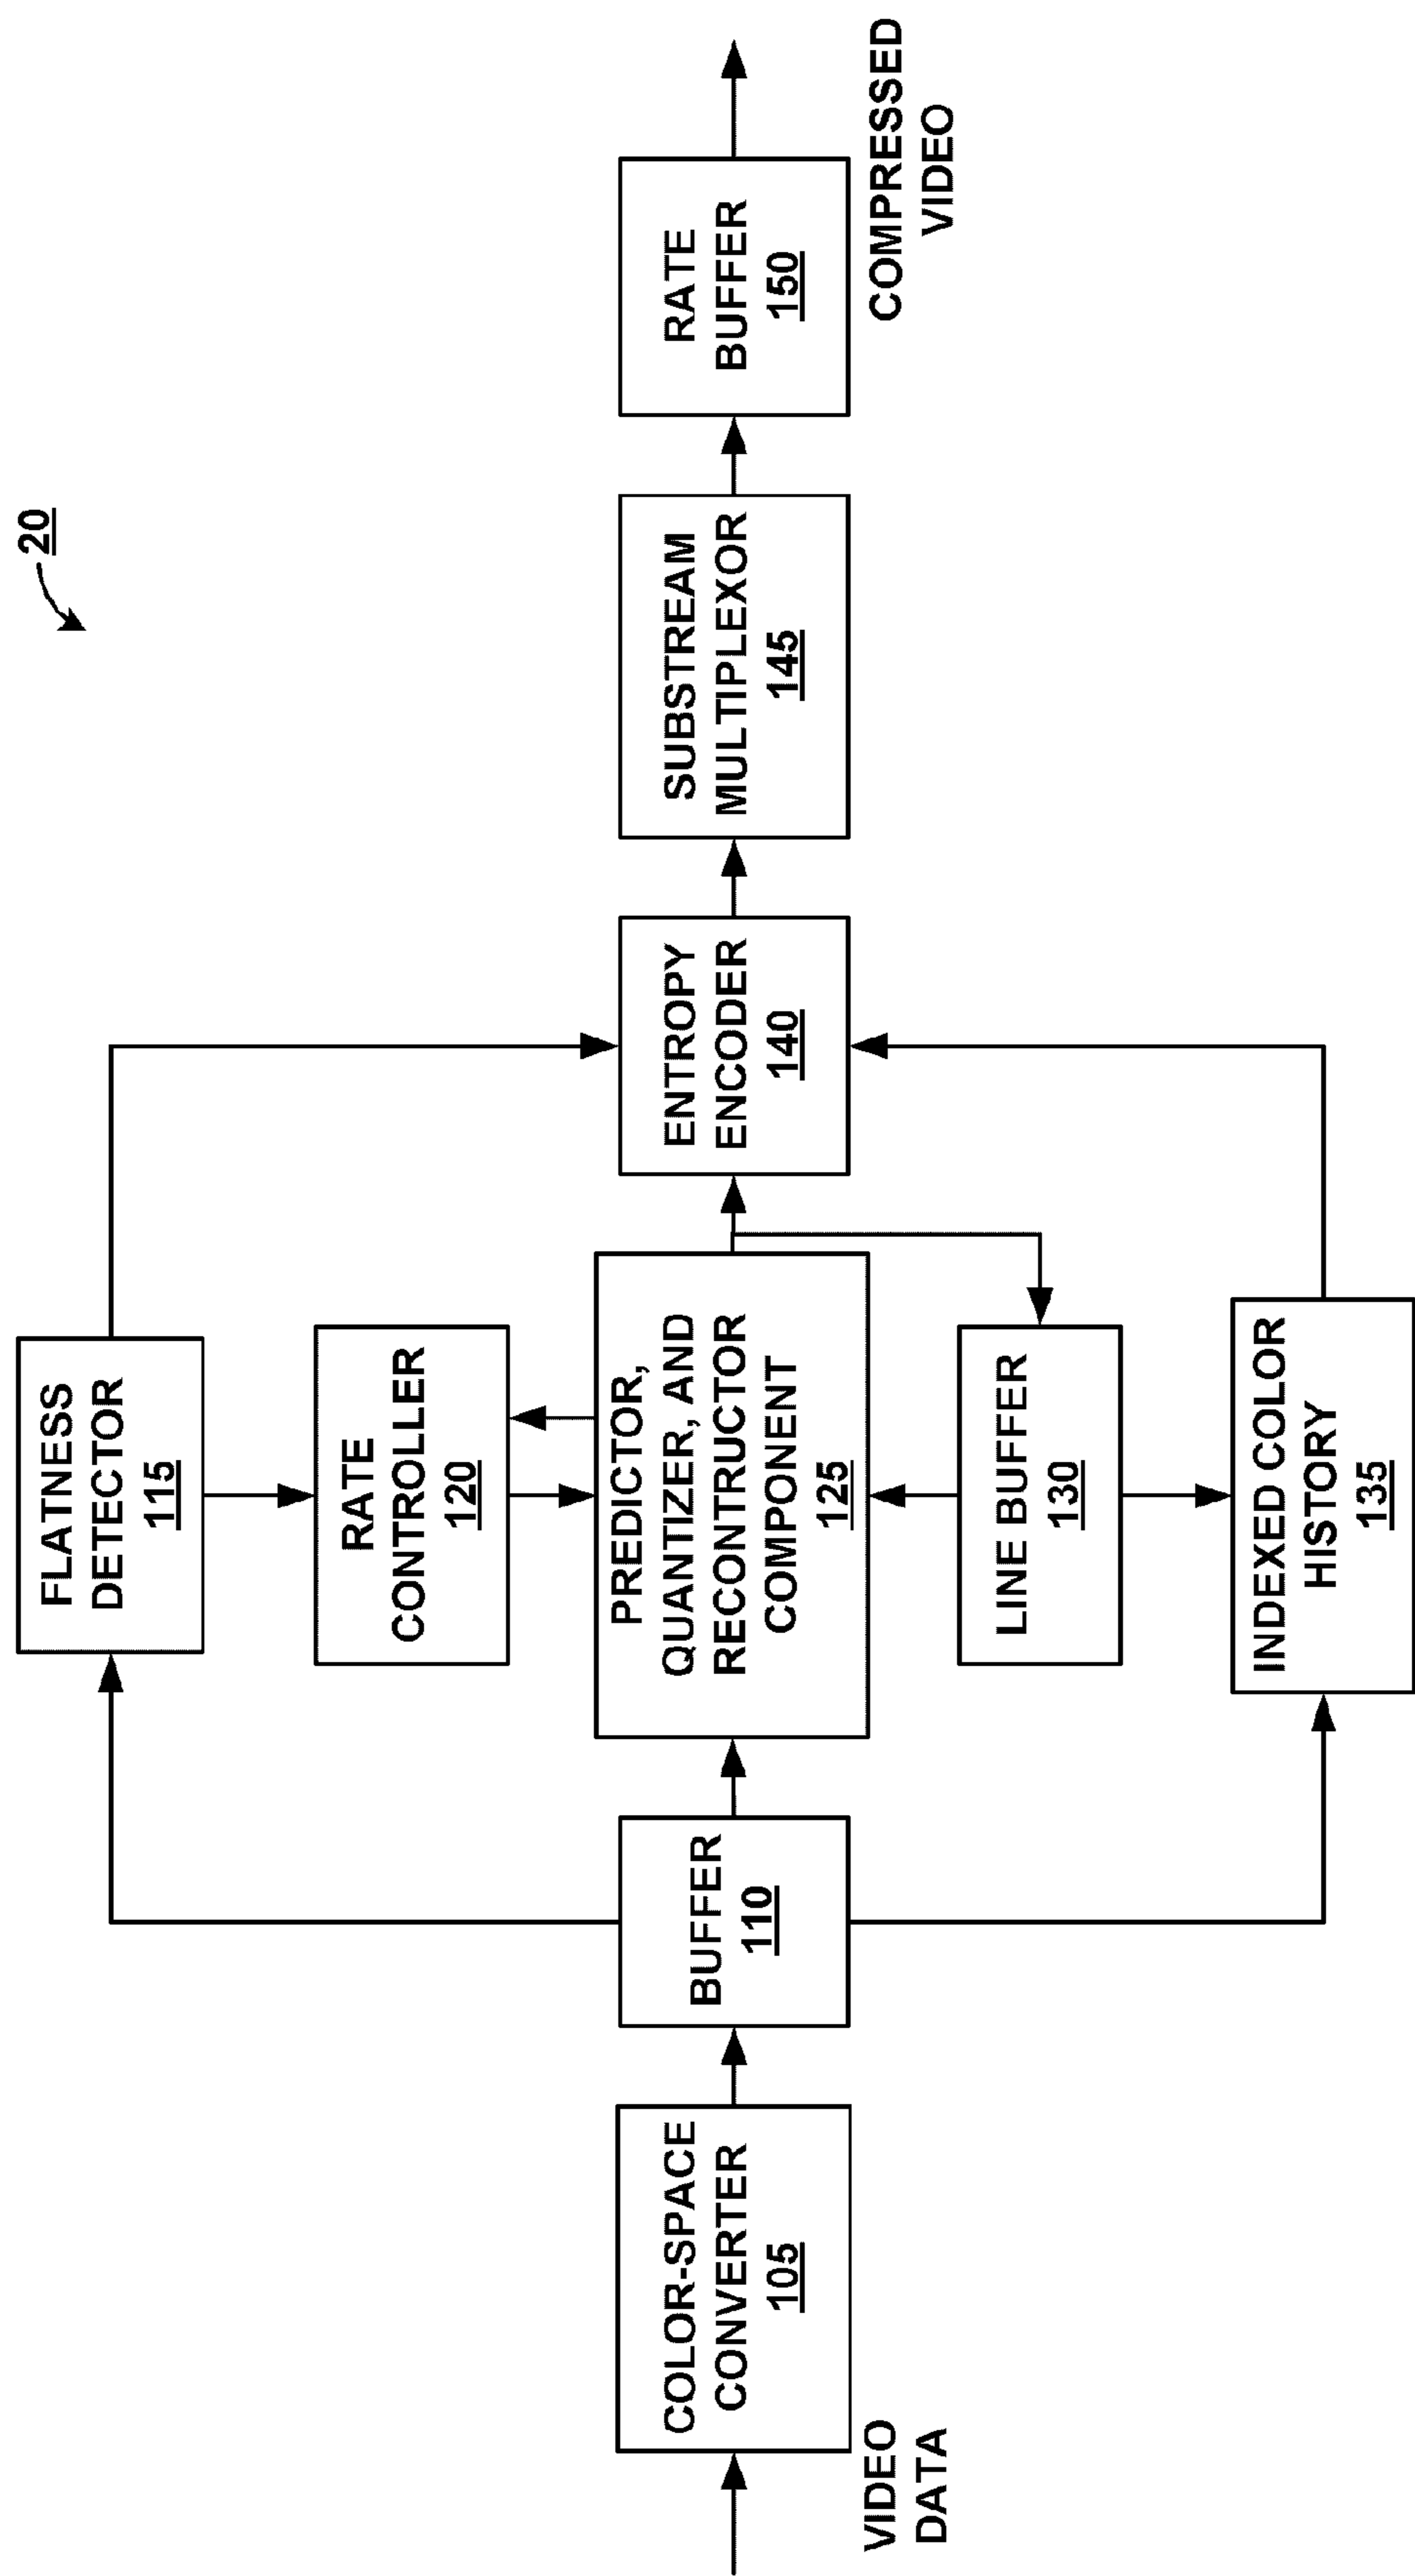 20
FLATNESS
DETECTOR
115
RATE
CONTROLLER
120
VIDEO
DATA
COLOR-SPACE
CONVERTER
105
BUFFER
110
PREDICTOR,
QUANTIZER, AND
RECONTRUCTOR
COMPONENT
125
ENTROPY
ENCODER
140
SUBSTREAM
MULTIPLEXOR
145
RATE
BUFFER
150
COMPRESSED
VIDEO
LINE BUFFER
130
INDEXED COLOR
HISTORY
135